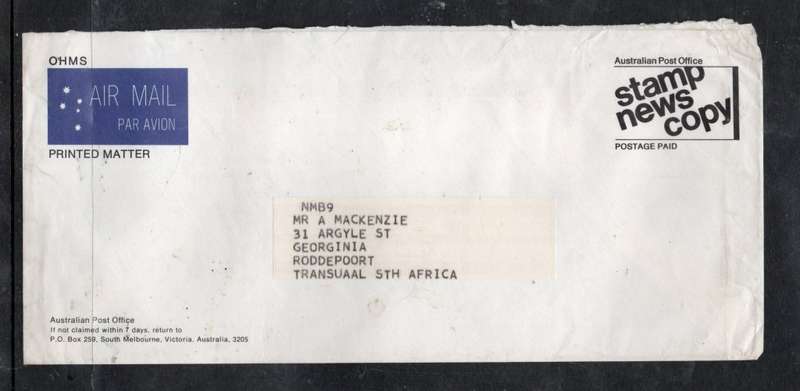 O'HMS
AIR MAIL
PAR AVION
PRINTED MATTER
Australian Post Office
stamp
news
copy
POSTAGE PAID
NMB9
MR A MACKENZIE
31 ARGYLE ST
GEORGINIA
RODDEPOORT
TRANSUAAL STH AFRICA
Australian Post Office
If not claimed within 7 days, return to
P.O. Box 259, South Melbourne, Victoria, Australia, 3205